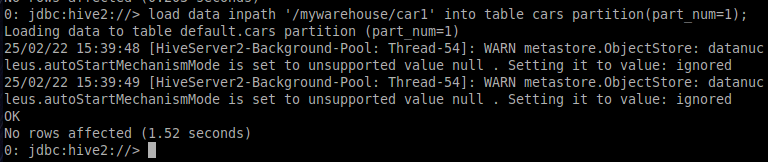 No rows affected (0.205 seconds)
0: jdbc:hive2://> load data inpath '/mywarehouse/car1' into table cars partition(part_num=1);
Loading data to table default.cars partition (part_num=1)
25/02/22 15:39:48 [HiveServer2-Background-Pool: Thread-54]: WARN metastore.ObjectStore: datanuc
leus.autoStartMechanismMode is set to unsupported value null . Setting it to value: ignored
25/02/22 15:39:49 [HiveServer2-Background-Pool: Thread-54]: WARN metastore.ObjectStore: datanuc
leus.autoStartMechanismMode is set to unsupported value null . Setting it to value: ignored
OK
No rows affected (1.52 seconds)
0: jdbc:hive2://>